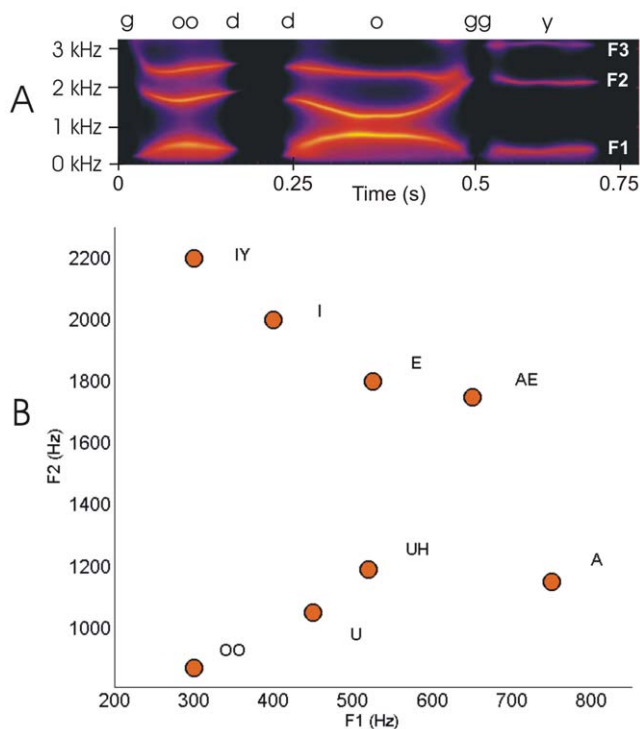 g oo d d o gg y
A
3 kHz
F3
2 kHz
F2
1 kHz
0 kHz
F1
0 0.25 0.5 0.75
Time (s)
B
F2 (Hz)
2200
2000
1800
1600
1400
1200
1000
IY
I
E
AE
UH
A
U
OO
200 300 400 500 600 700 800
F1 (Hz)